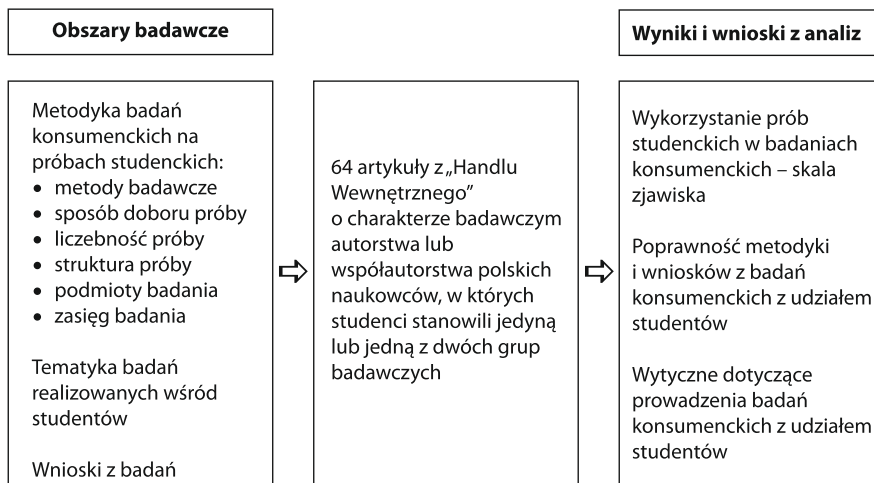 Obszary badawcze
Metodyka badań
konsumenckich na
próbach studenckich:
• metody badawcze
• sposób doboru próby
• liczebność próby
• struktura próby
• podmioty badania
• zasięg badania
Tematyka badań
realizowanych wśród
studentów
Wnioski z badań
64 artykuły z „Handlu
Wewnętrznego”
o charakterze badawczym
autorstwa lub
współautorstwa polskich
naukowców, w których
studenci stanowili jedyną
lub jedną z dwóch grup
badawczych
Wyniki i wnioski z analiz
Wykorzystanie prób
studenckich w badaniach
konsumenckich – skala
zjawiska
Poprawność metodyki
i wniosków z badań
konsumenckich z udziałem
studentów
Wytyczne dotyczące
prowadzenia badań
konsumenckich z udziałem
studentów